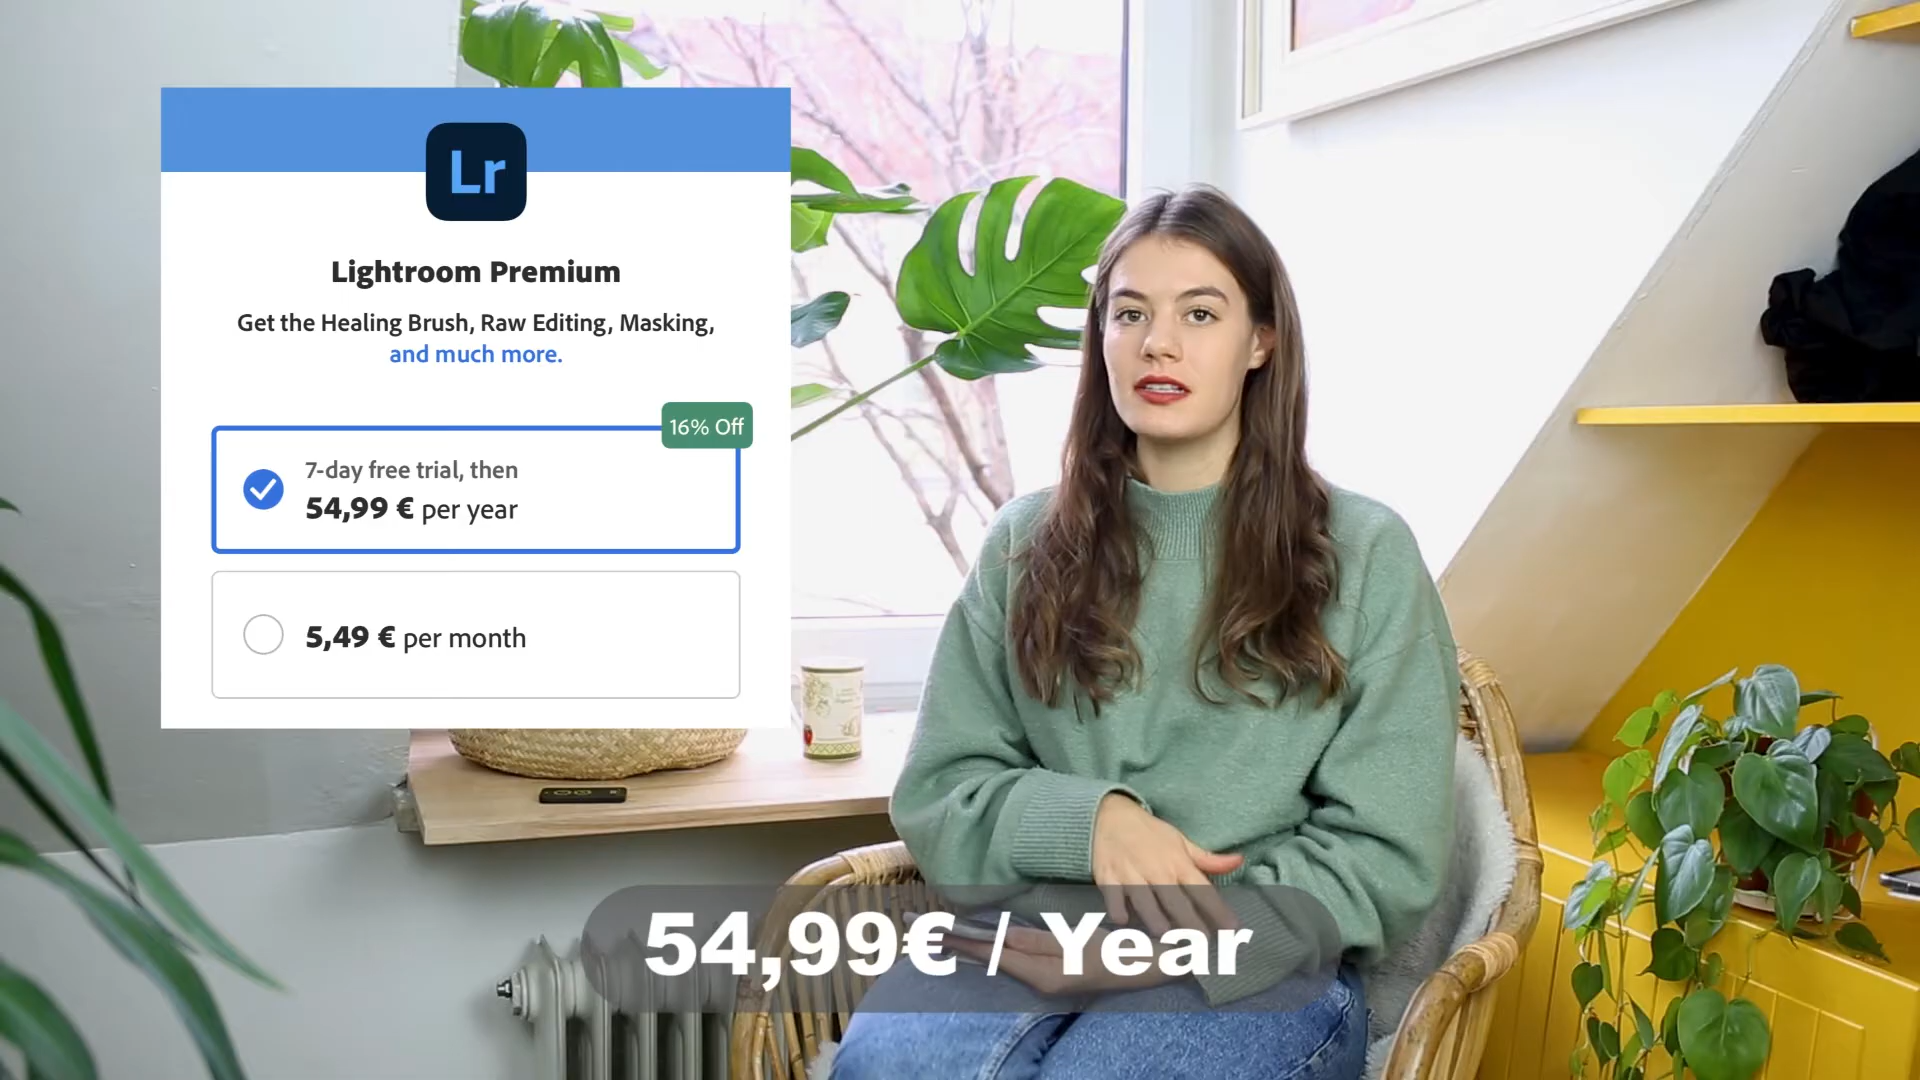 Lr
Lightroom Premium
Get the Healing Brush, Raw Editing, Masking,
and much more.
16% Off
7-day free trial, then
54,99 € per year
5,49 € per month
54,99€ / Year